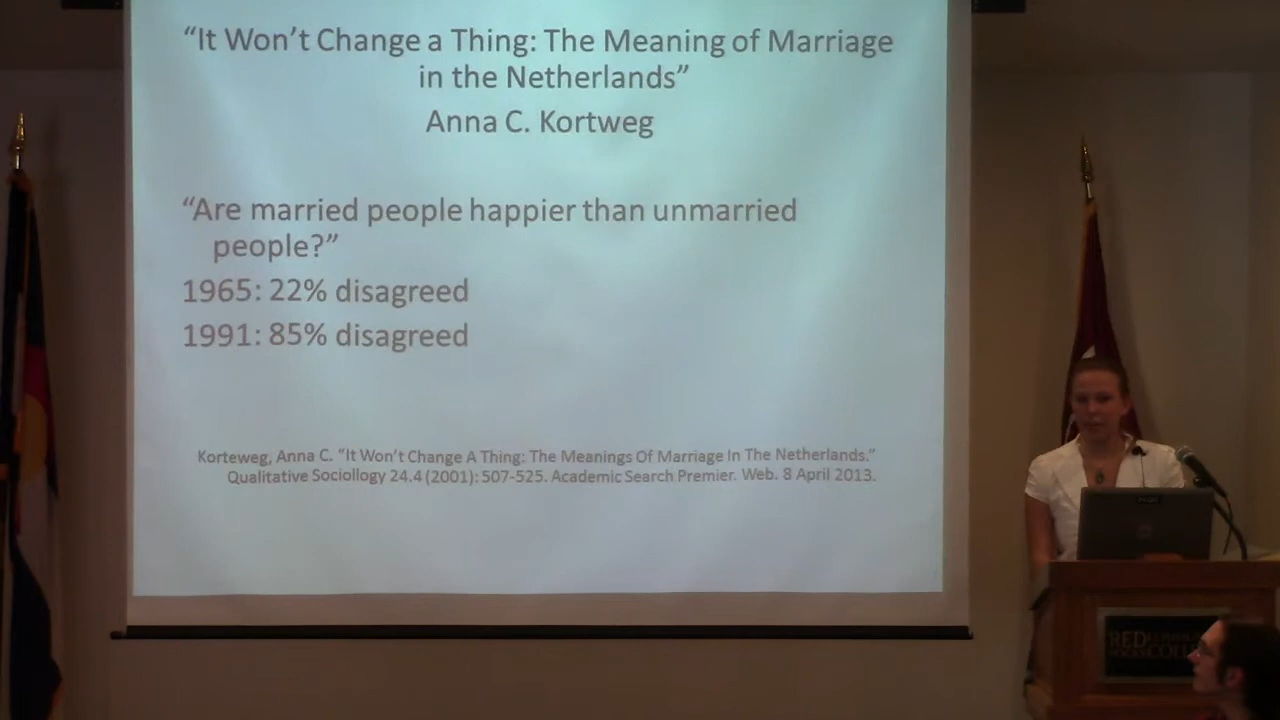 “It Won’t Change a Thing: The Meaning of Marriage
in the Netherlands”
Anna C. Kortweg
“Are married people happier than unmarried
people?”
1965: 22% disagreed
1991: 85% disagreed
Korteweg, Anna C. “It Won’t Change A Thing: The Meanings Of Marriage In The Netherlands.”
Qualitative Sociollogy 24.4 (2001): 507-525. Academic Search Premier. Web. 8 April 2013.
RED